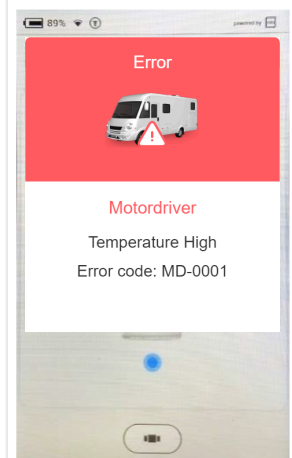 89%
powered by
Error
Motordriver
Temperature High
Error code: MD-0001